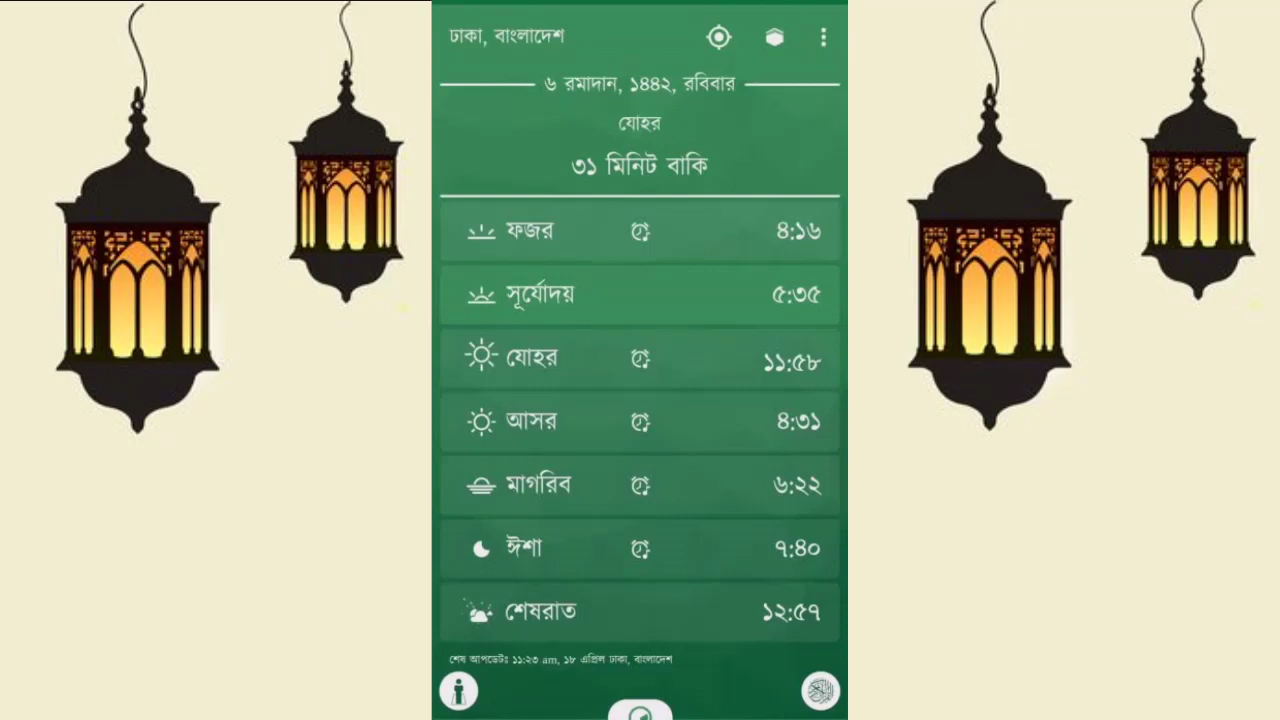 ঢাকা, বাংলাদেশ
৬ রমাদান, ১৪৪২, রবিবার
যোহর
৩১ মিনিট বাকি
ফজর ৪:১৬
সূর্যোদয় ৫:৩৫
যোহর ১১:৫৮
আসর ৪:৩১
মাগরিব ৬:২২
ঈশা ৭:৪০
শেষরাত ১২:৫৭
শেষ আপডেটঃ ১১:২৩ am, ১৮ এপ্রিল ঢাকা, বাংলাদেশ